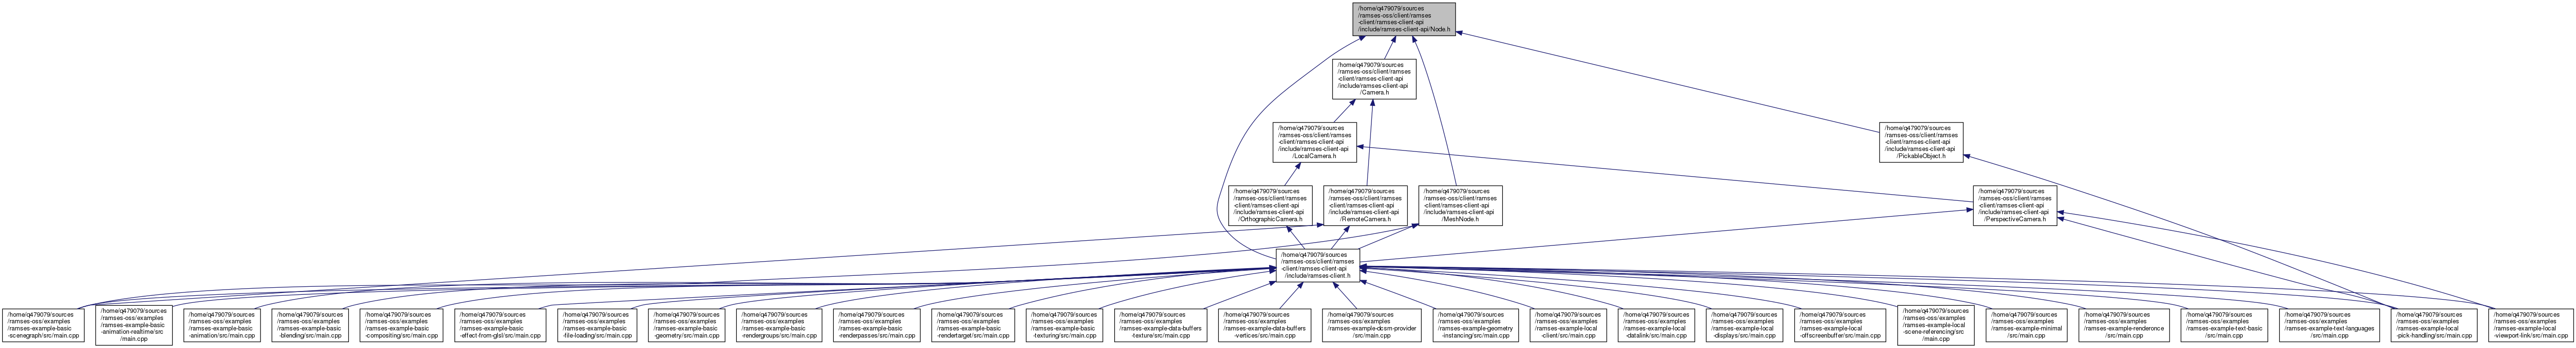 /home/q479079/sources
/ramses-oss/client/ramses
-client/ramses-client-api
/include/ramses-client-api/Node.h
/home/q479079/sources
/ramses-oss/client/ramses
-client/ramses-client-api
/include/ramses-client-api
/Camera.h
/home/q479079/sources
/ramses-oss/client/ramses
-client/ramses-client-api
/include/ramses-client-api
/LocalCamera.h
/home/q479079/sources
/ramses-oss/client/ramses
-client/ramses-client-api
/include/ramses-client-api
/PickableObject.h
/home/q479079/sources
/ramses-oss/client/ramses
-client/ramses-client-api
/include/ramses-client-api
/OrthographicCamera.h
/home/q479079/sources
/ramses-oss/client/ramses
-client/ramses-client-api
/include/ramses-client-api
/RemoteCamera.h
/home/q479079/sources
/ramses-oss/client/ramses
-client/ramses-client-api
/include/ramses-client-api
/MeshNode.h
/home/q479079/sources
/ramses-oss/client/ramses
-client/ramses-client-api
/include/ramses-client-api
/PerspectiveCamera.h
/home/q479079/sources
/ramses-oss/client/ramses
-client/ramses-client-api
/include/ramses-client.h
/home/q479079/sources
/ramses-oss/examples
/ramses-example-basic
-scenegraph/src/main.cpp
/home/q479079/sources
/ramses-oss/examples
/ramses-example-basic
-animation-realtime/src
/main.cpp
/home/q479079/sources
/ramses-oss/examples
/ramses-example-basic
-animation/src/main.cpp
/home/q479079/sources
/ramses-oss/examples
/ramses-example-basic
-blending/src/main.cpp
/home/q479079/sources
/ramses-oss/examples
/ramses-example-basic
-compositing/src/main.cpp
/home/q479079/sources
/ramses-oss/examples
/ramses-example-basic
-effect-from-glsl/src/main.cpp
/home/q479079/sources
/ramses-oss/examples
/ramses-example-basic
-file-loading/src/main.cpp
/home/q479079/sources
/ramses-oss/examples
/ramses-example-basic
-geometry/src/main.cpp
/home/q479079/sources
/ramses-oss/examples
/ramses-example-basic
-rendergroups/src/main.cpp
/home/q479079/sources
/ramses-oss/examples
/ramses-example-basic
-renderpasses/src/main.cpp
/home/q479079/sources
/ramses-oss/examples
/ramses-example-basic
-rendertarget/src/main.cpp
/home/q479079/sources
/ramses-oss/examples
/ramses-example-basic
-texturing/src/main.cpp
/home/q479079/sources
/ramses-oss/examples
/ramses-example-data-buffers
-texture/src/main.cpp
/home/q479079/sources
/ramses-oss/examples
/ramses-example-data-buffers
-vertices/src/main.cpp
/home/q479079/sources
/ramses-oss/examples
/ramses-example-dcsm-provider
/src/main.cpp
/home/q479079/sources
/ramses-oss/examples
/ramses-example-geometry
-instancing/src/main.cpp
/home/q479079/sources
/ramses-oss/examples
/ramses-example-local
-client/src/main.cpp
/home/q479079/sources
/ramses-oss/examples
/ramses-example-local
-datalink/src/main.cpp
/home/q479079/sources
/ramses-oss/examples
/ramses-example-local
-displays/src/main.cpp
/home/q479079/sources
/ramses-oss/examples
/ramses-example-local
-offscreenbuffer/src/main.cpp
/home/q479079/sources
/ramses-oss/examples
/ramses-example-local
-scene-referencing/src
/main.cpp
/home/q479079/sources
/ramses-oss/examples
/ramses-example-minimal
/src/main.cpp
/home/q479079/sources
/ramses-oss/examples
/ramses-example-renderonce
/src/main.cpp
/home/q479079/sources
/ramses-oss/examples
/ramses-example-text-basic
/src/main.cpp
/home/q479079/sources
/ramses-oss/examples
/ramses-example-text-languages
/src/main.cpp
/home/q479079/sources
/ramses-oss/examples
/ramses-example-local
-pick-handling/src/main.cpp
/home/q479079/sources
/ramses-oss/examples
/ramses-example-local
-viewport-link/src/main.cpp